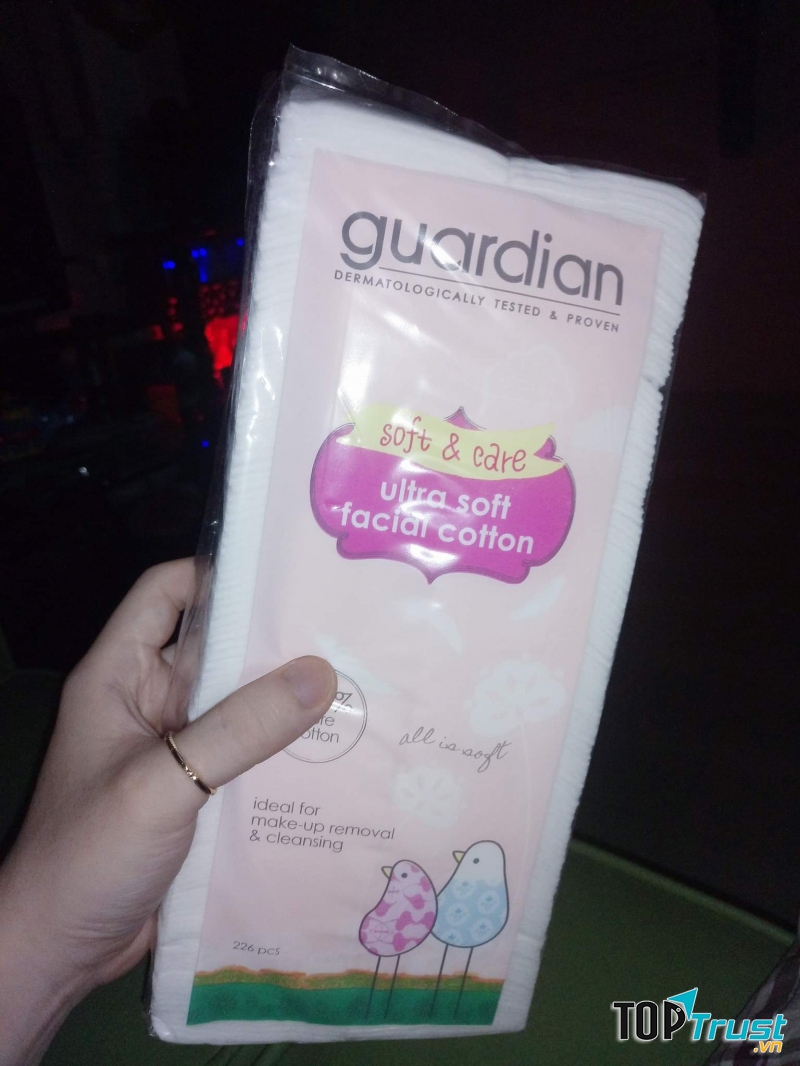 guardian
DERMATOLOGICALLY TESTED & PROVEN
soft & care
ultra soft
facial cotton
%
cotton
all is soft
ideal for
make-up removal
& cleansing
226 pcs
TOPTrust.vn